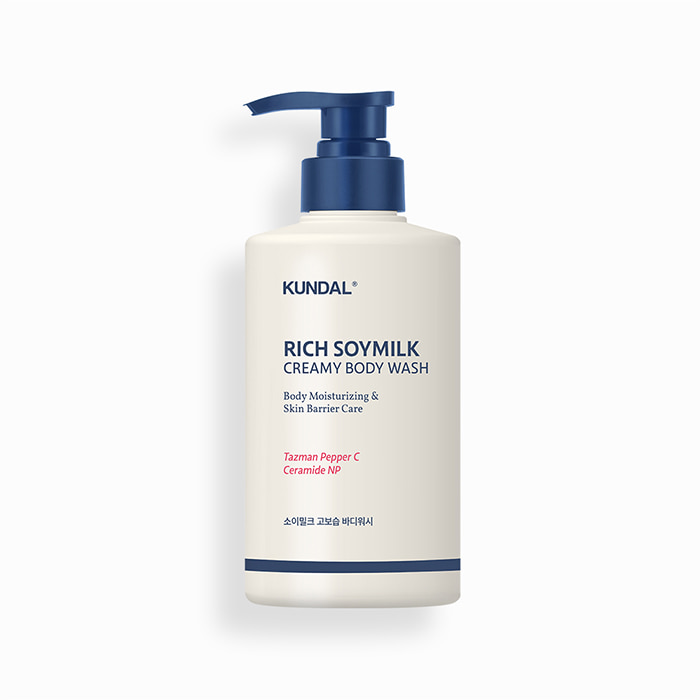 KUNDAL®
RICH SOYMILK
CREAMY BODY WASH
Body Moisturizing &
Skin Barrier Care
Tazman Pepper C
Ceramide NP
소이밀크 고보습 바디워시